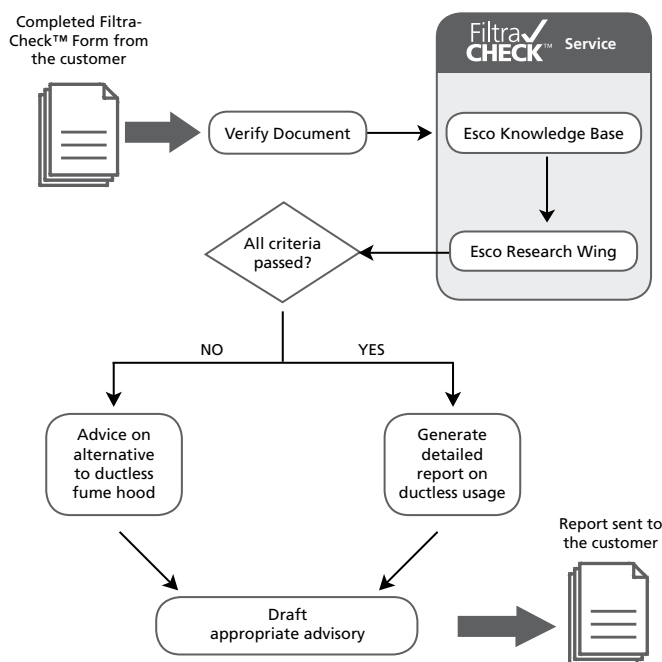 Completed Filtra-
Check™ Form from
the customer
Filtra
CHECK™ Service
Verify Document
Esco Knowledge Base
All criteria
passed?
Esco Research Wing
NO
YES
Advice on
alternative
to ductless
fume hood
Generate
detailed
report on
ductless usage
Report sent to
the customer
Draft
appropriate advisory